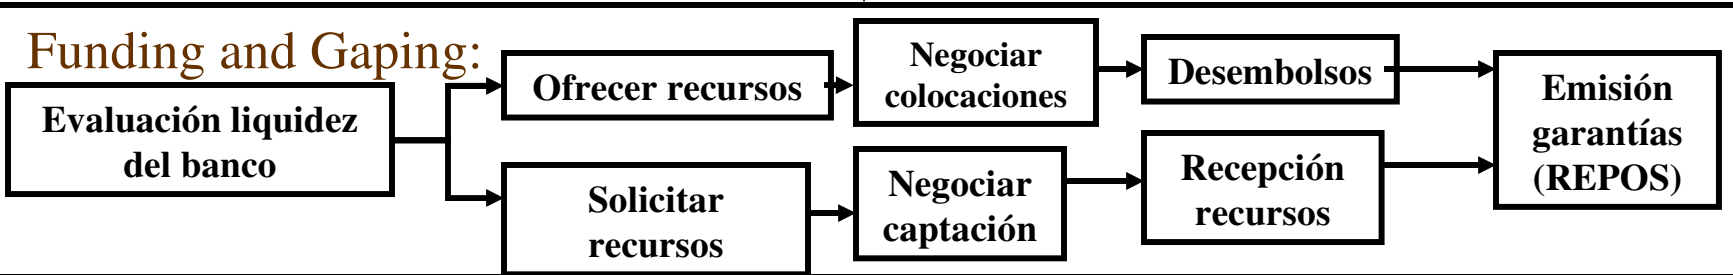 Funding and Gaping:
Evaluación liquidez
del banco
Ofrecer recursos
Negociar
colocaciones
Desembolsos
Solicitar
recursos
Negociar
captación
Recepción
recursos
Emisión
garantías
(REPOS)